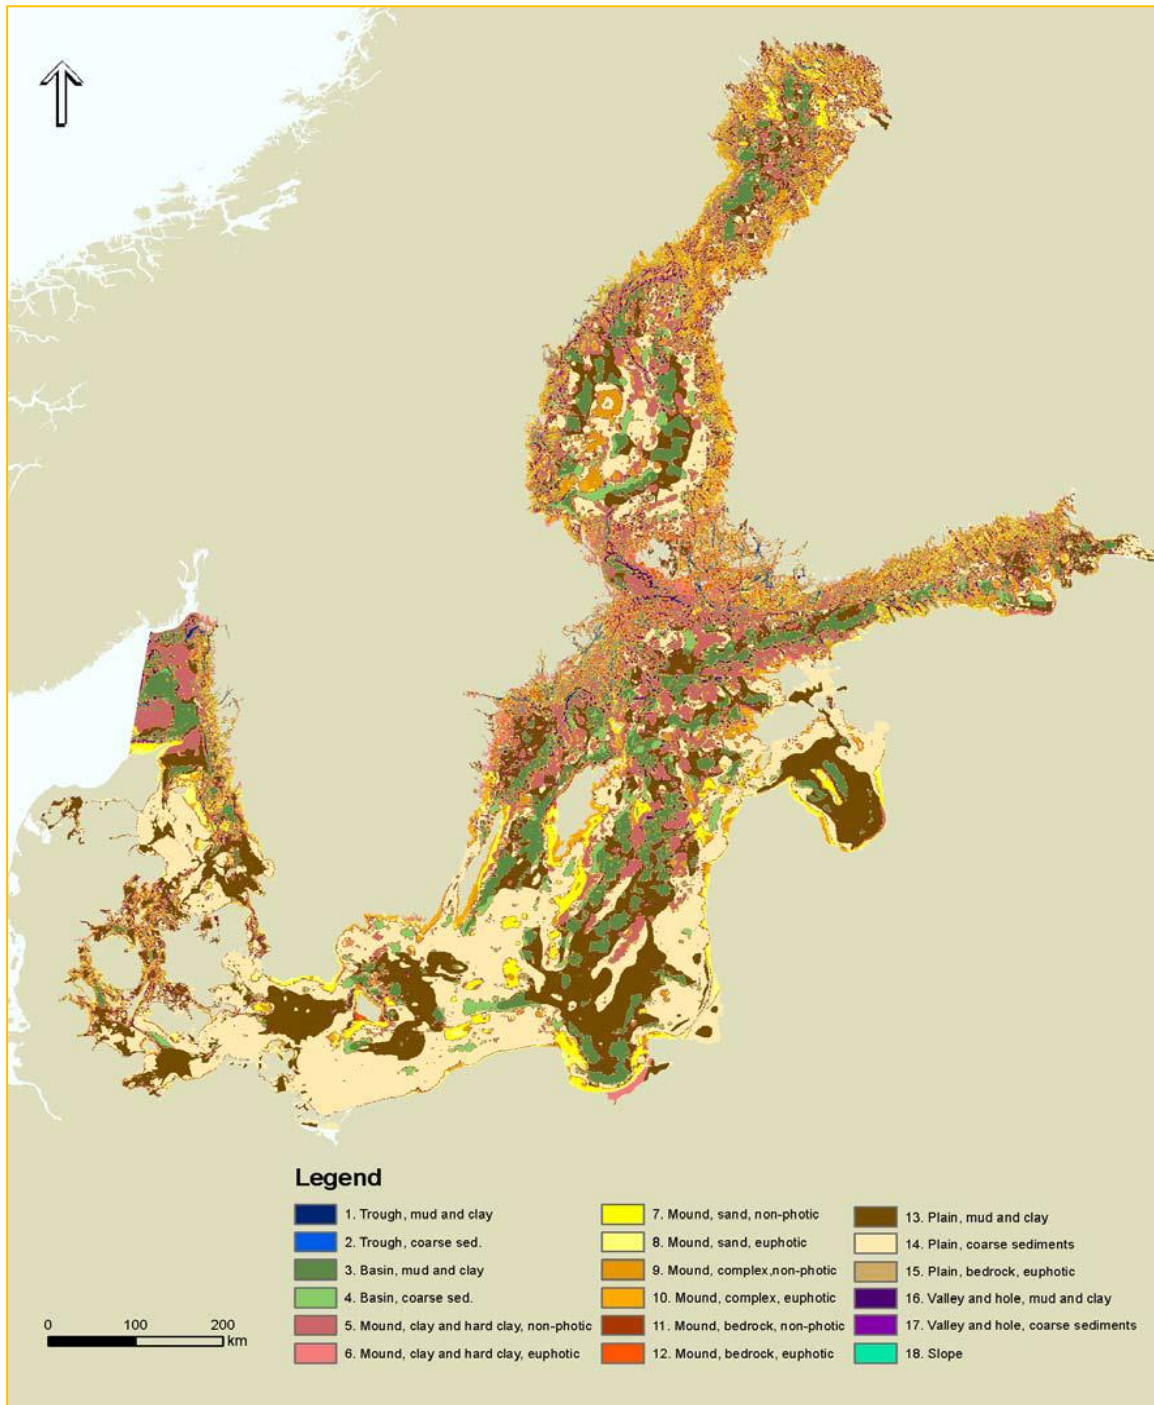 Legend
1. Trough, mud and clay
2. Trough, coarse sed.
3. Basin, mud and clay
4. Basin, coarse sed.
5. Mound, clay and hard clay, non-photic
6. Mound, clay and hard clay, euphotic
7. Mound, sand, non-photic
8. Mound, sand, euphotic
9. Mound, complex,non-photic
10. Mound, complex, euphotic
11. Mound, bedrock, non-photic
12. Mound, bedrock, euphotic
13. Plain, mud and clay
14. Plain, coarse sediments
15. Plain, bedrock, euphotic
16. Valley and hole, mud and clay
17. Valley and hole, coarse sediments
18. Slope
0 100 200
km